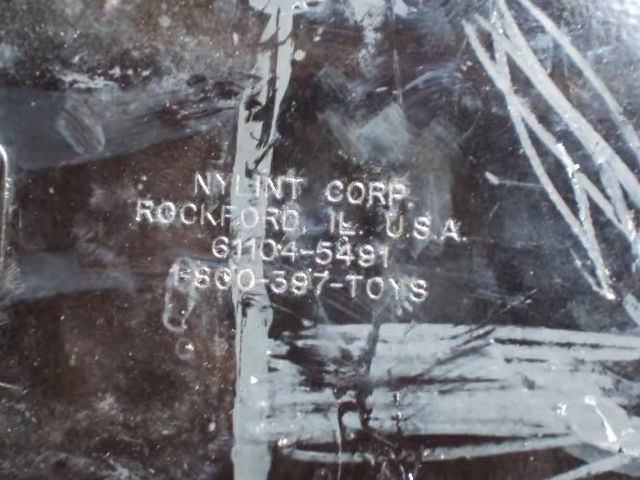 NYLINT CORP.
ROCKFORD, IL. U.S.A.
61104-5491
1-800-397-TOYS